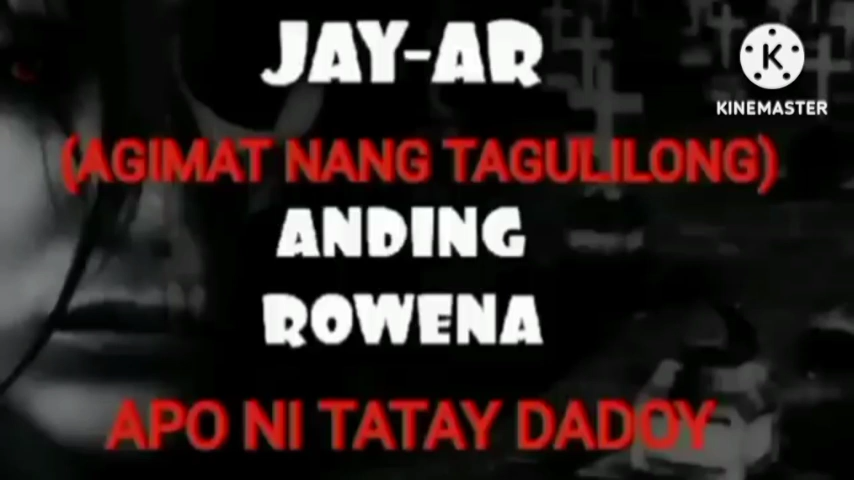 JAY-AR
KINEMASTER
(AGIMAT NANG TAGULILONG)
ANDING
ROWENA
APO NI TATAY DADOY